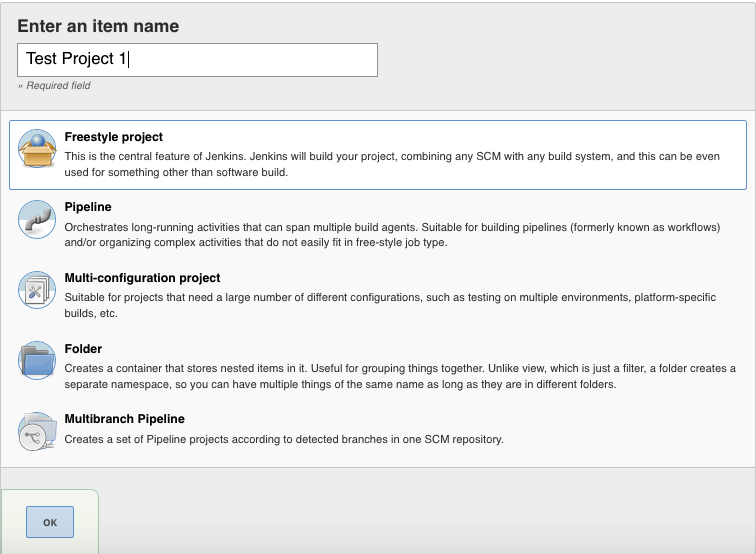 Enter an item name
Test Project 1
» Required field
Freestyle project
This is the central feature of Jenkins. Jenkins will build your project, combining any SCM with any build system, and this can be even
used for something other than software build.
Pipeline
Orchestrates long-running activities that can span multiple build agents. Suitable for building pipelines (formerly known as workflows)
and/or organizing complex activities that do not easily fit in free-style job type.
Multi-configuration project
Suitable for projects that need a large number of different configurations, such as testing on multiple environments, platform-specific
builds, etc.
Folder
Creates a container that stores nested items in it. Useful for grouping things together. Unlike view, which is just a filter, a folder creates a
separate namespace, so you can have multiple things of the same name as long as they are in different folders.
Multibranch Pipeline
Creates a set of Pipeline projects according to detected branches in one SCM repository.
OK